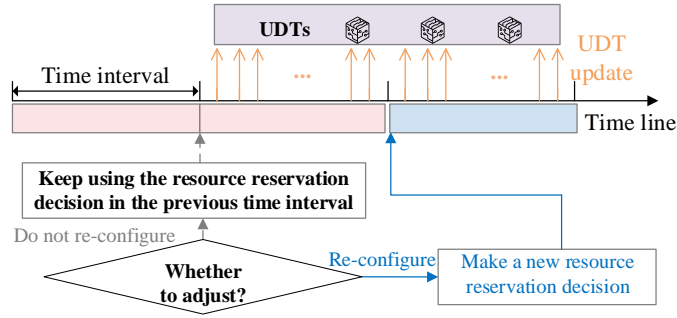 UDTs
UDT
update
...
...
Time interval
Time line
Keep using the resource reservation
decision in the previous time interval
Do not re-configure
Whether
to adjust?
Re-configure
Make a new resource
reservation decision